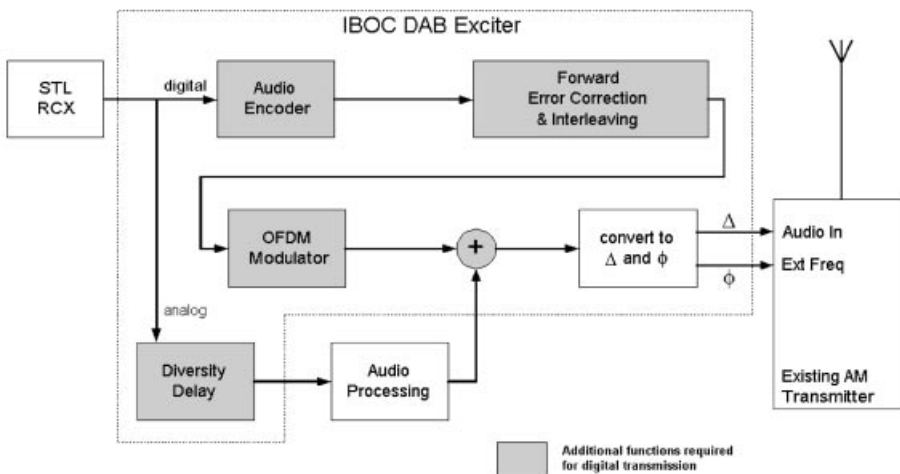 IBOC DAB Exciter
STL
RCX
digital
Audio
Encoder
Forward
Error Correction
& Interleaving
OFDM
Modulator
+
convert to
Δ and ϕ
Δ
ϕ
Audio In
Ext Freq
analog
Diversity
Delay
Audio
Processing
Existing AM
Transmitter
Additional functions required
for digital transmission